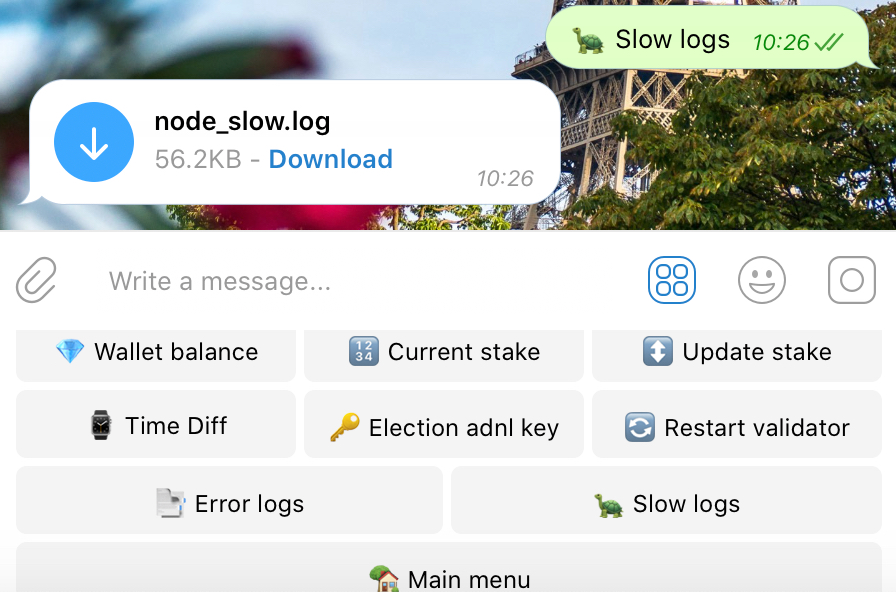 Slow logs 10:26
node_slow.log
56.2KB - Download
10:26
Write a message...
Wallet balance
1234 Current stake
Update stake
Time Diff
Election adnl key
Restart validator
Error logs
Slow logs
Main menu